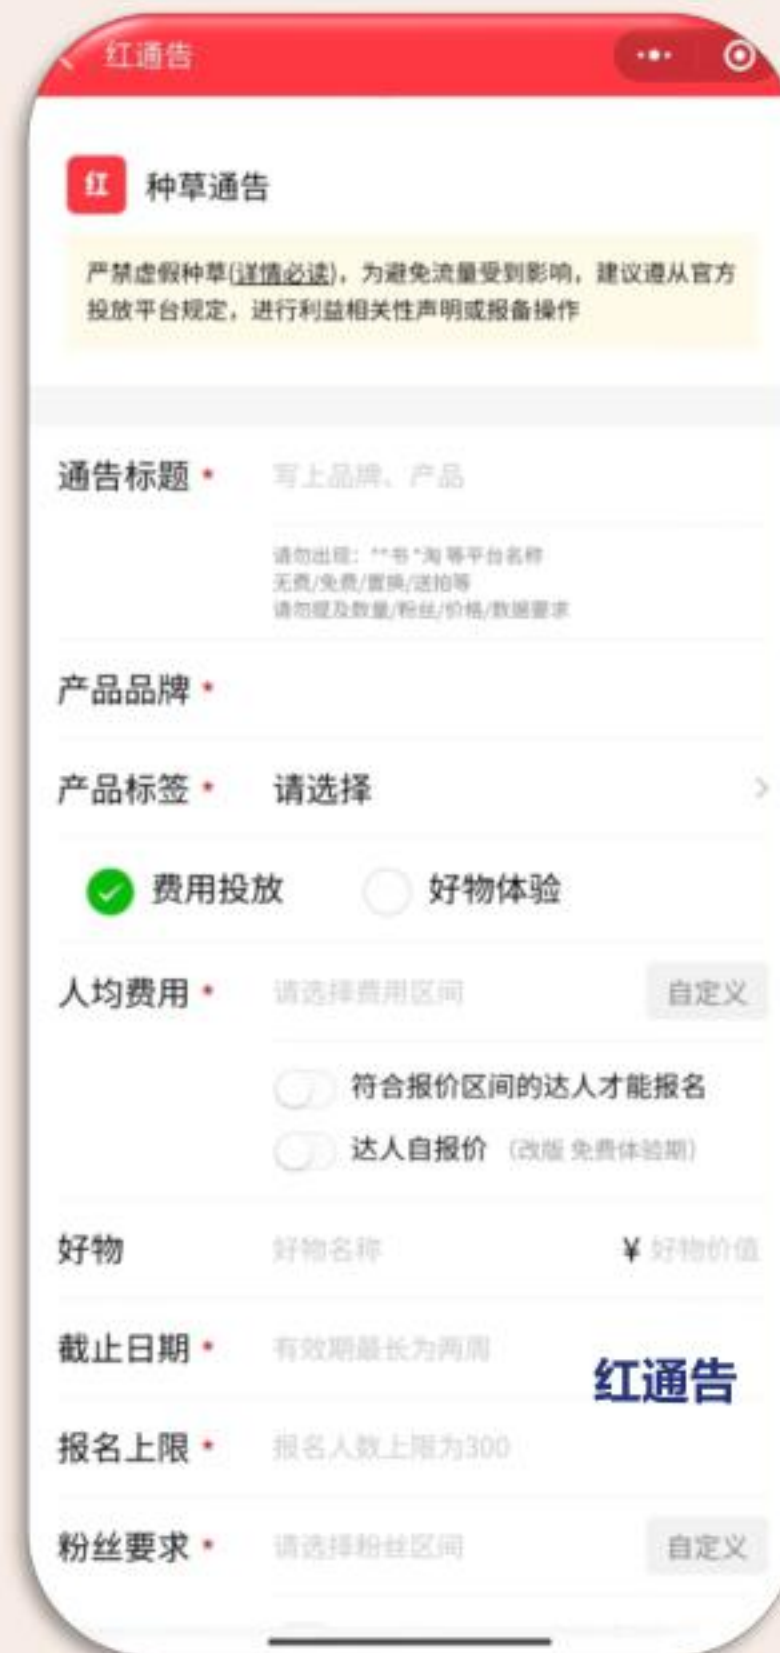 红通告
红 种草通告
严禁虚假种草(详情必读)，为避免流量受到影响，建议遵从官方
投放平台规定，进行利益相关性声明或报备操作
通告标题 * 写上品牌、产品
请勿出现：**书 *淘 等平台名称
无费/免费/置换/送拍等
请勿提及数量/粉丝/价格/数据要求
产品品牌 *
产品标签 * 请选择
费用投放 好物体验
人均费用 * 请选择费用区间 自定义
符合报价区间的达人才能报名
达人自报价 （改版 免费体验期）
好物 好物名称 ¥ 好物价值
截止日期 * 有效期最长为两周
红通告
报名上限 * 报名人数上限为300
粉丝要求 * 请选择粉丝区间 自定义